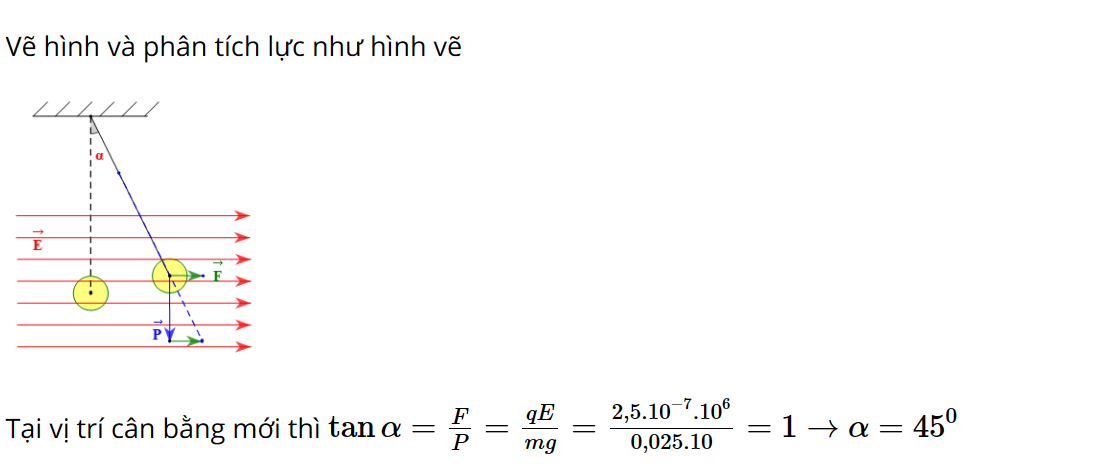 Vẽ hình và phân tích lực như hình vẽ
α
E⃗
F⃗
P⃗
Tại vị trí cân bằng mới thì tan α = F/P = qE/mg = 2,5.10⁻⁷.10⁶/0,025.10 = 1 → α = 45⁰